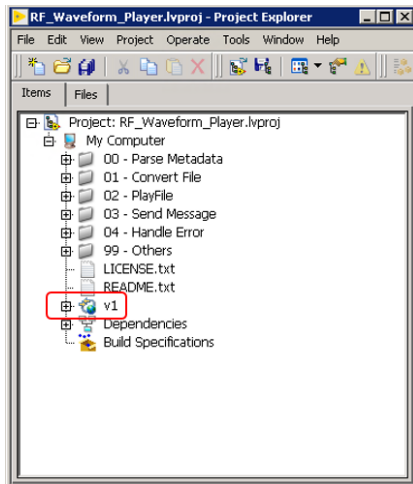 RF_Waveform_Player.lvproj - Project Explorer
File Edit View Project Operate Tools Window Help
Items Files
Project: RF_Waveform_Player.lvproj
My Computer
00 - Parse Metadata
01 - Convert File
02 - PlayFile
03 - Send Message
04 - Handle Error
99 - Others
LICENSE.txt
README.txt
v1
Dependencies
Build Specifications